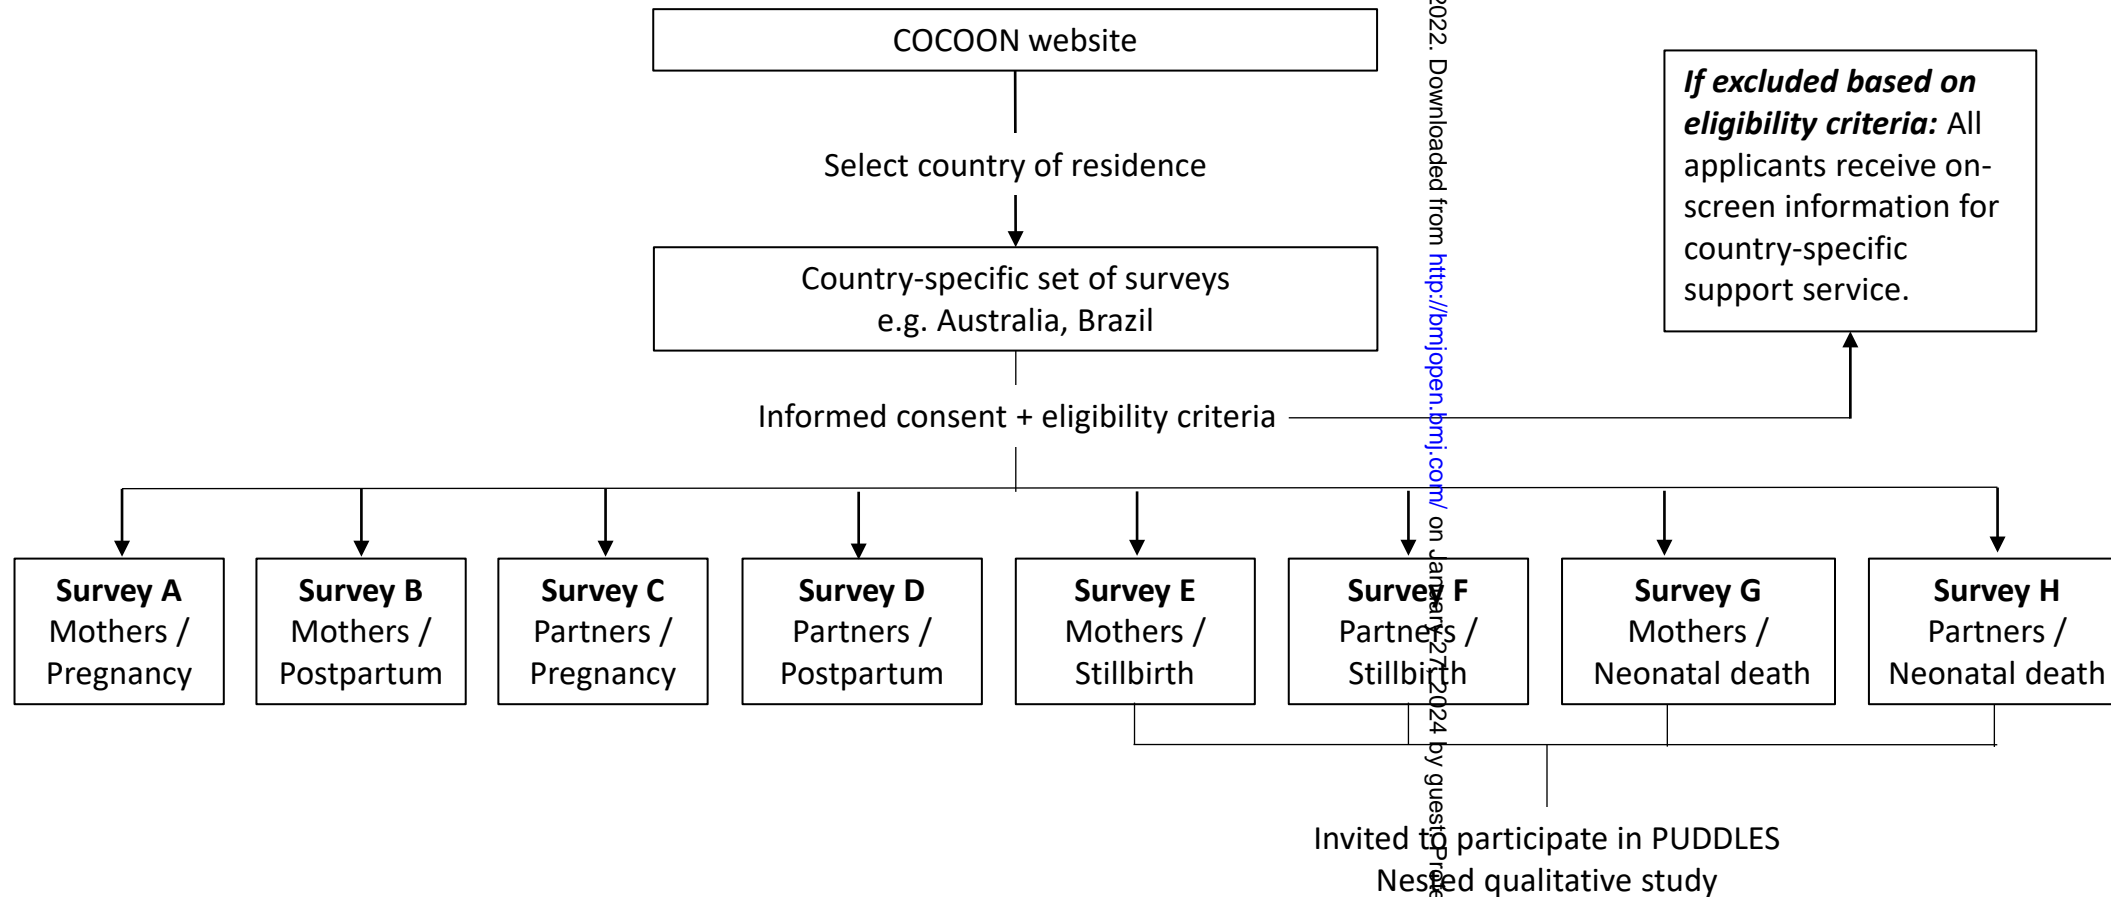 COCOON website
Select country of residence
Country-specific set of surveys
e.g. Australia, Brazil
If excluded based on
eligibility criteria: All
applicants receive on-
screen information for
country-specific
support service.
Informed consent + eligibility criteria
Survey A
Mothers /
Pregnancy
Survey B
Mothers /
Postpartum
Survey C
Partners /
Pregnancy
Survey D
Partners /
Postpartum
Survey E
Mothers /
Stillbirth
Survey F
Partners /
Stillbirth
Survey G
Mothers /
Neonatal death
Survey H
Partners /
Neonatal death
Invited to participate in PUDDLES
Nested qualitative study
2022. Downloaded from http://bmjopen.bmj.com/ on January 27, 2024 by guest.